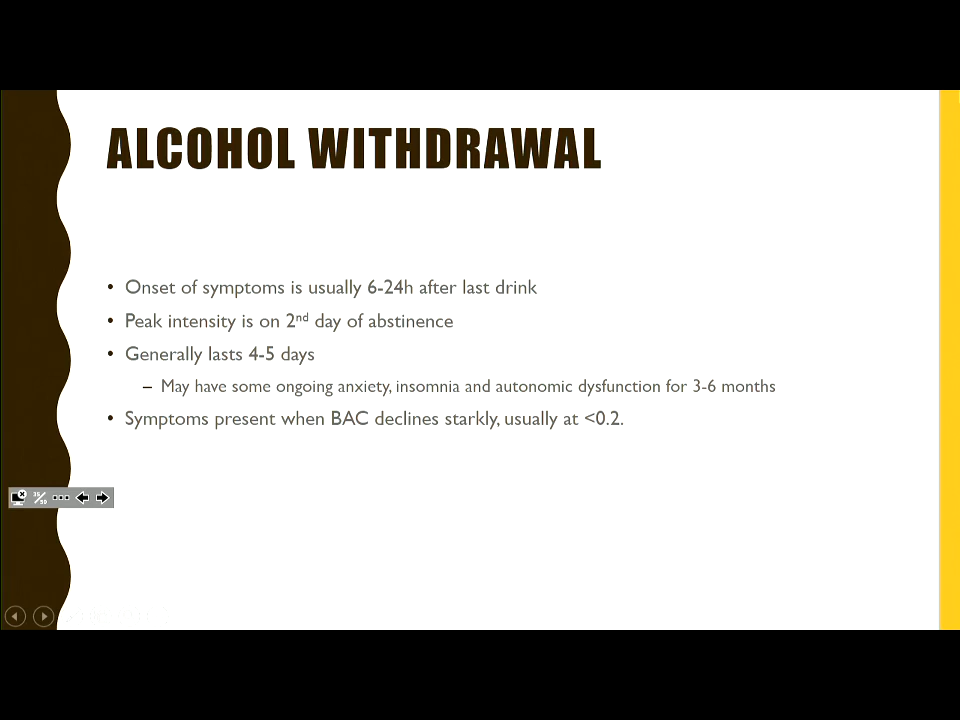 ALCOHOL WITHDRAWAL
• Onset of symptoms is usually 6-24h after last drink
• Peak intensity is on 2nd day of abstinence
• Generally lasts 4-5 days
– May have some ongoing anxiety, insomnia and autonomic dysfunction for 3-6 months
• Symptoms present when BAC declines starkly, usually at <0.2.